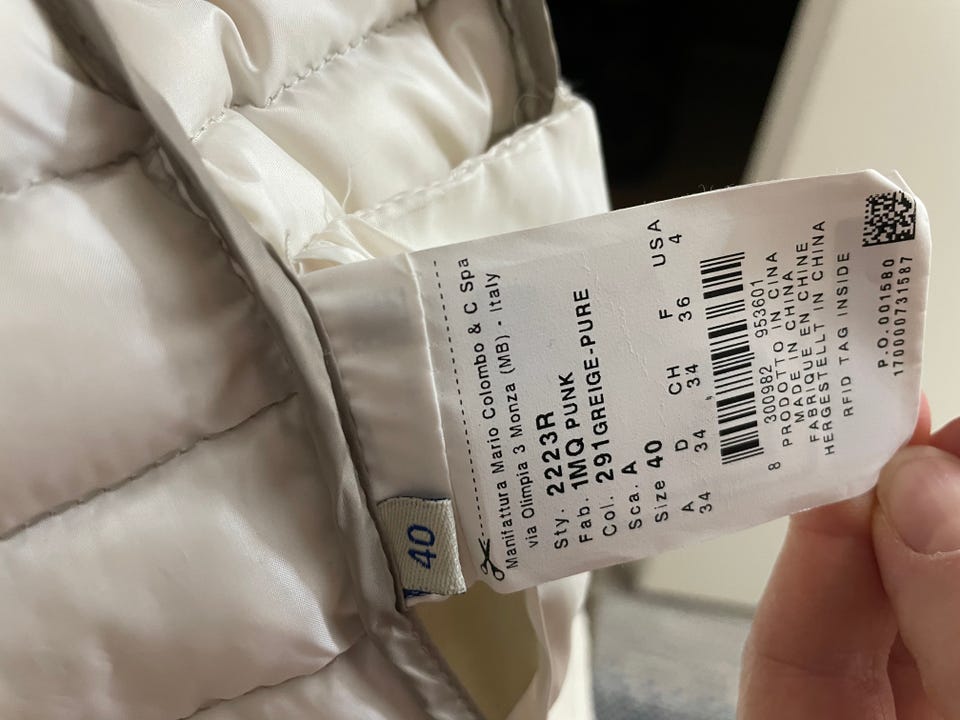 Manifattura Mario Colombo & C Spa
via Olimpia 3 Monza (MB) - Italy
Sty. 2223R
Fab. 1MQ PUNK
Col. 291GREIGE-PURE
Sca. A
Size 40
A D CH F USA
34 34 34 36 4
8 300982 953601
PRODOTTO IN CINA
MADE IN CHINA
FABRIQUE EN CHINE
HERGESTELLT IN CHINA
RFID TAG INSIDE
P.O. 001580
170000731587
40